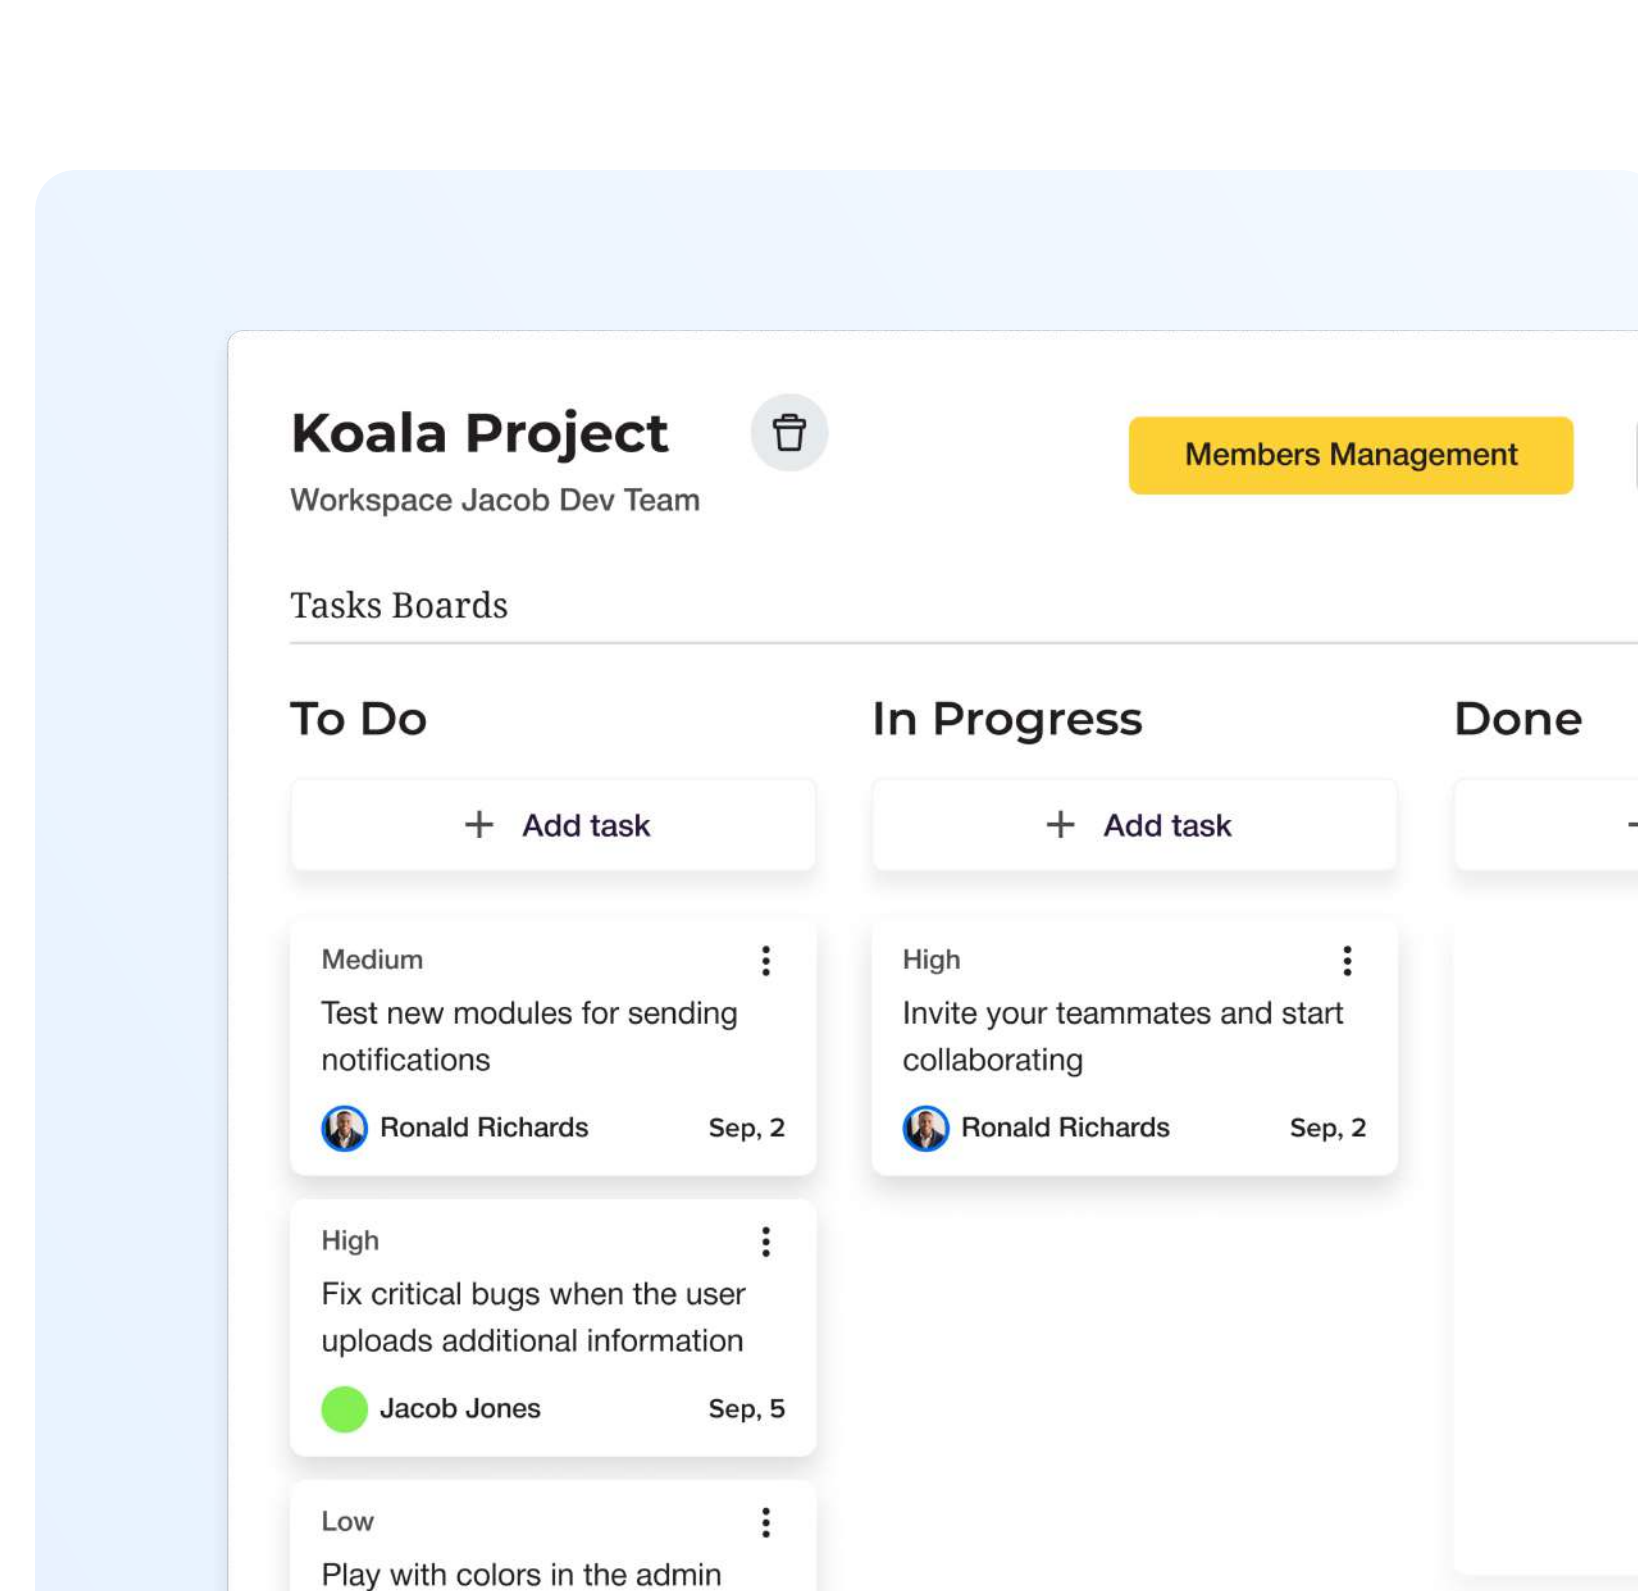 Koala Project
Members Management
Workspace Jacob Dev Team
Tasks Boards
To Do
In Progress
Done
+ Add task
+ Add task
Medium
Test new modules for sending
notifications
Ronald Richards
Sep, 2
High
Invite your teammates and start
collaborating
Ronald Richards
Sep, 2
High
Fix critical bugs when the user
uploads additional information
Jacob Jones
Sep, 5
Low
Play with colors in the admin